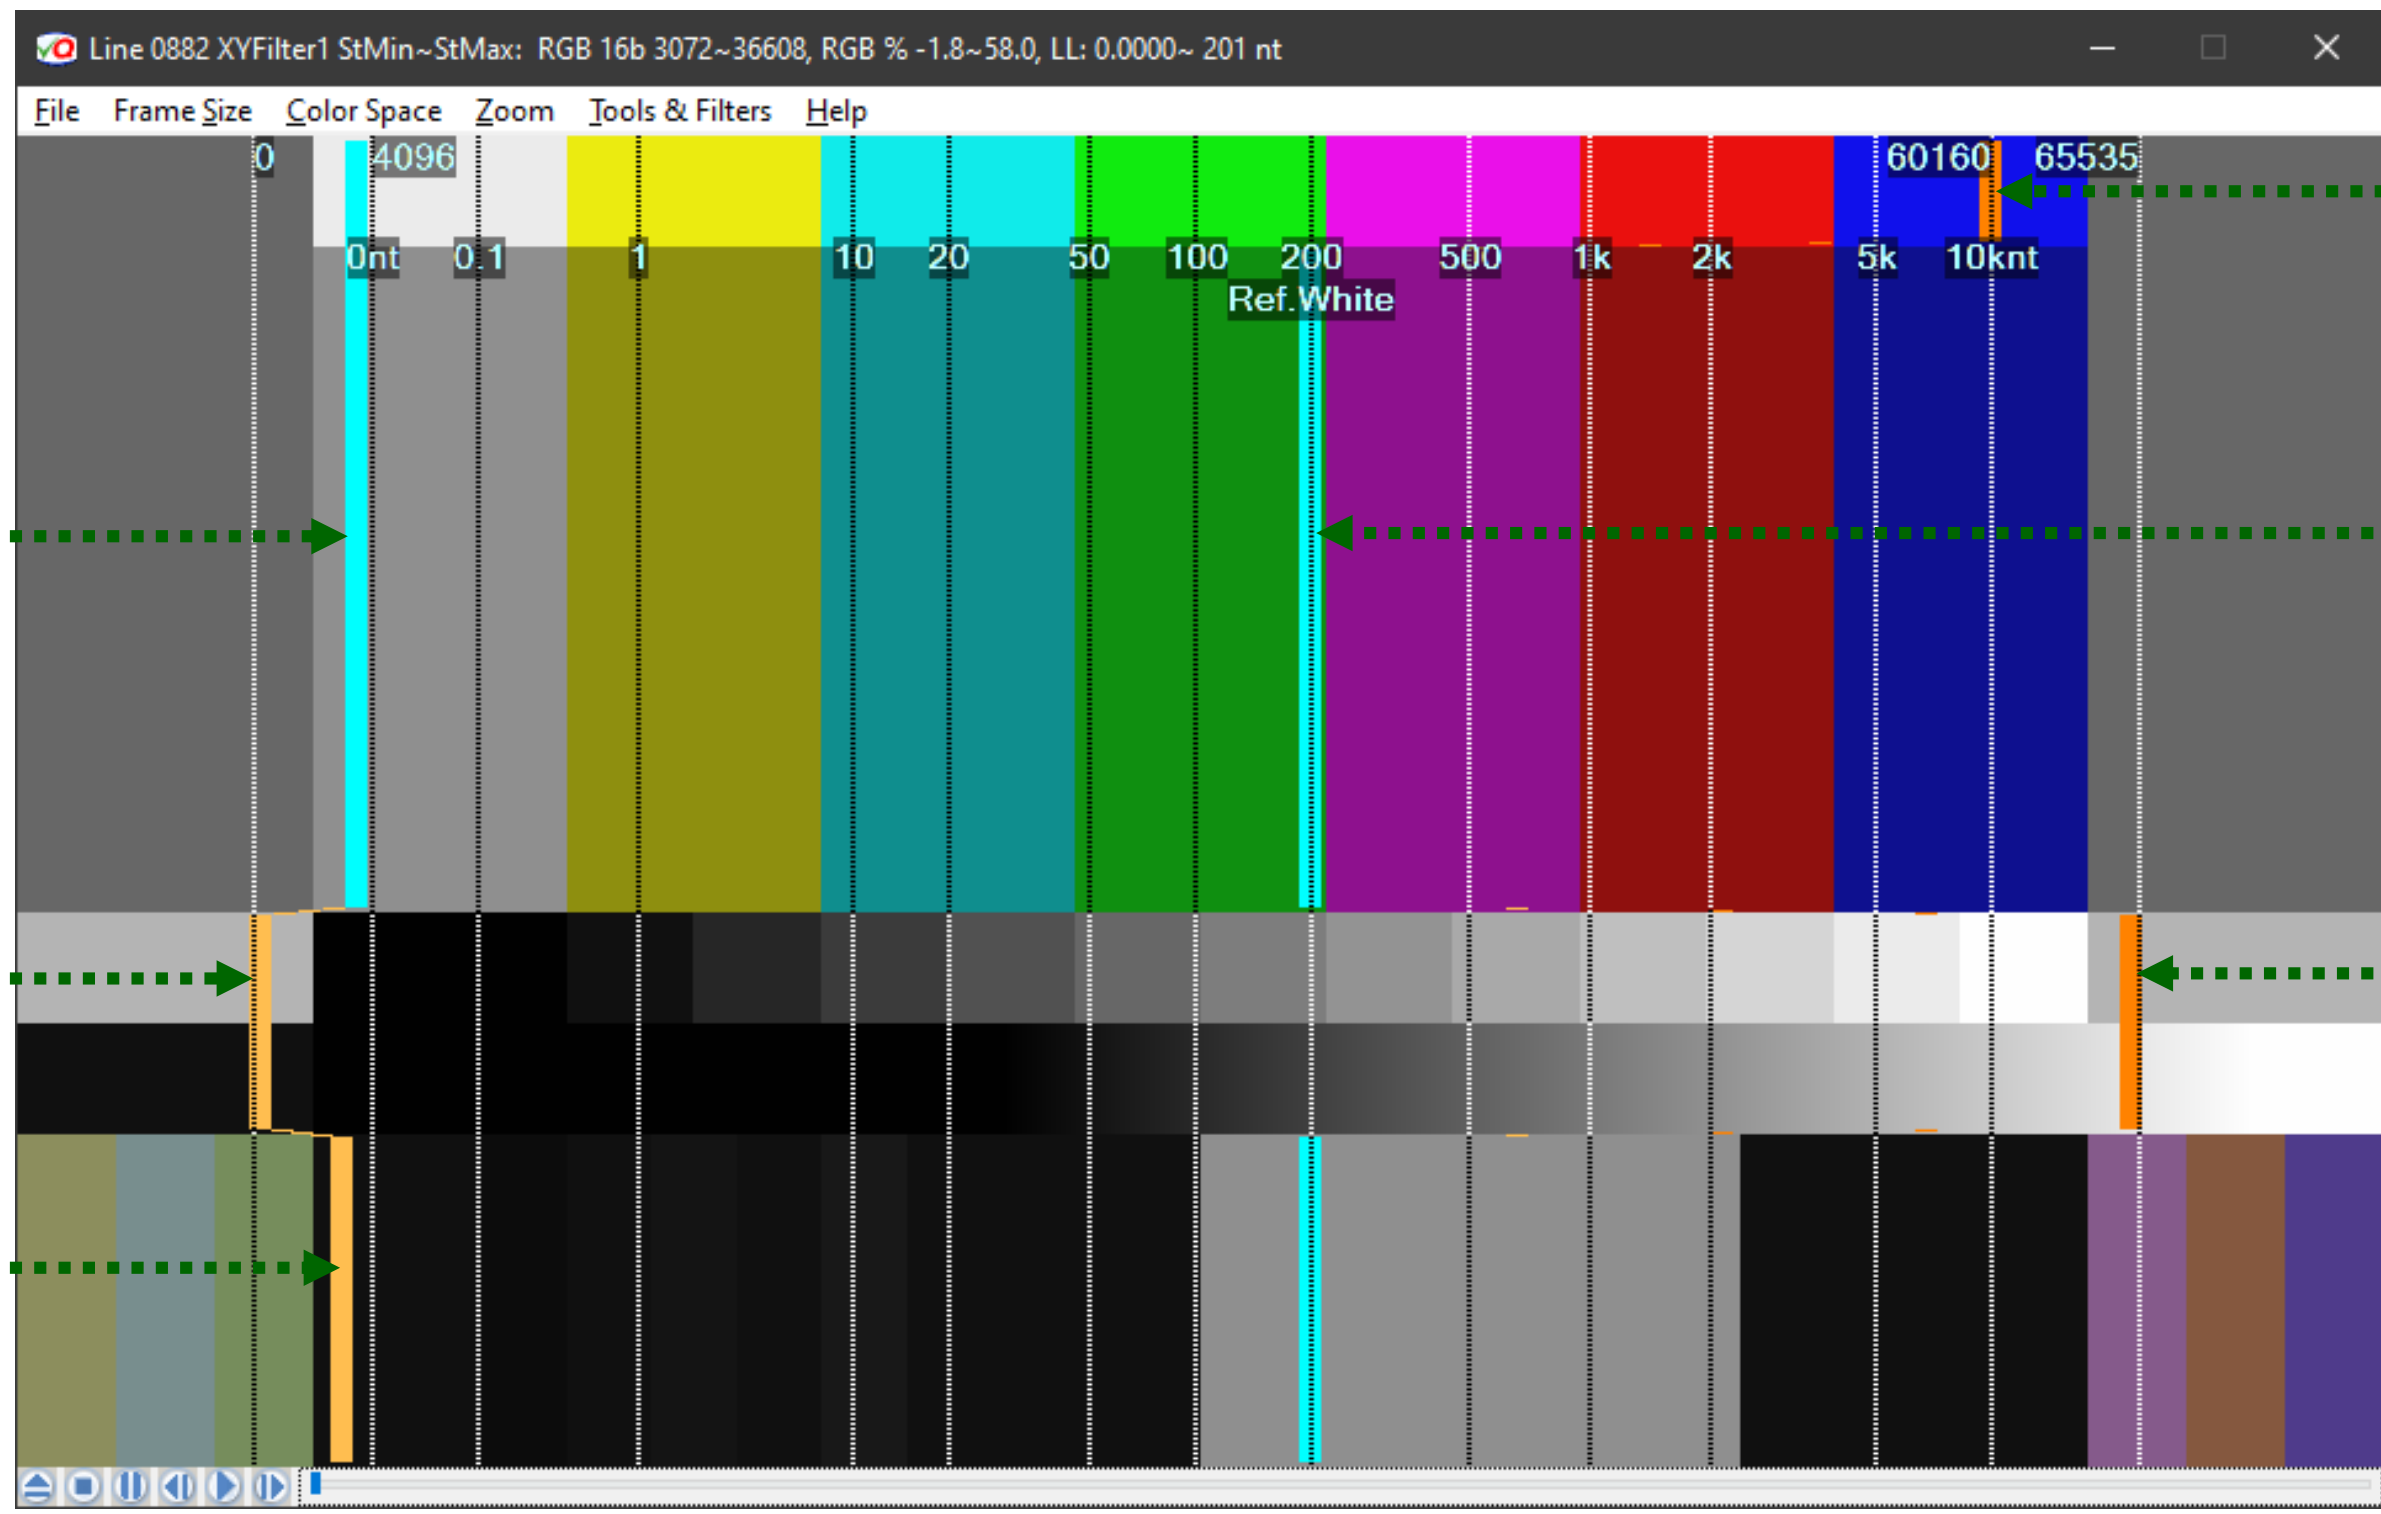 Line 0882 XYFilter1 StMin~StMax: RGB 16b 3072~36608, RGB % -1.8~58.0, LL: 0.0000~ 201 nt
File Frame Size Color Space Zoom Tools & Filters Help
0 4096 60160 65535
0nt 0.1 1 10 20 50 100 200 500 1k 2k 5k 10knt
Ref.White